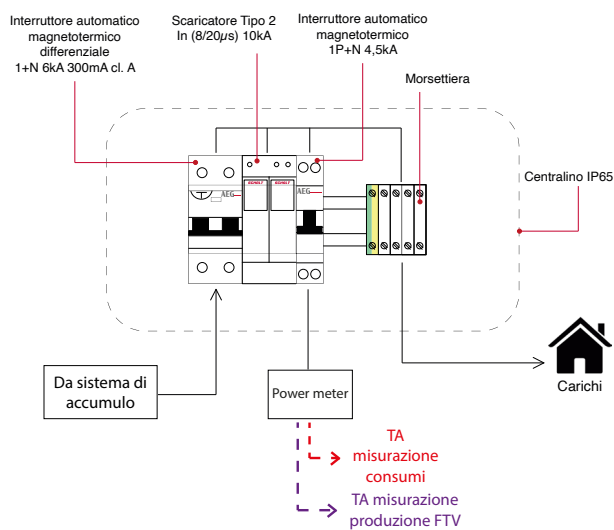 Interruttore automatico
magnetotermico
differenziale
1+N 6kA 300mA cl. A
Scaricatore Tipo 2
In (8/20µs) 10kA
Interruttore automatico
magnetotermico
1P+N 4,5kA
Morsettiera
Centralino IP65
AEG
AEG
Da sistema di
accumulo
Power meter
Carichi
TA
misurazione
consumi
TA misurazione
produzione FTV